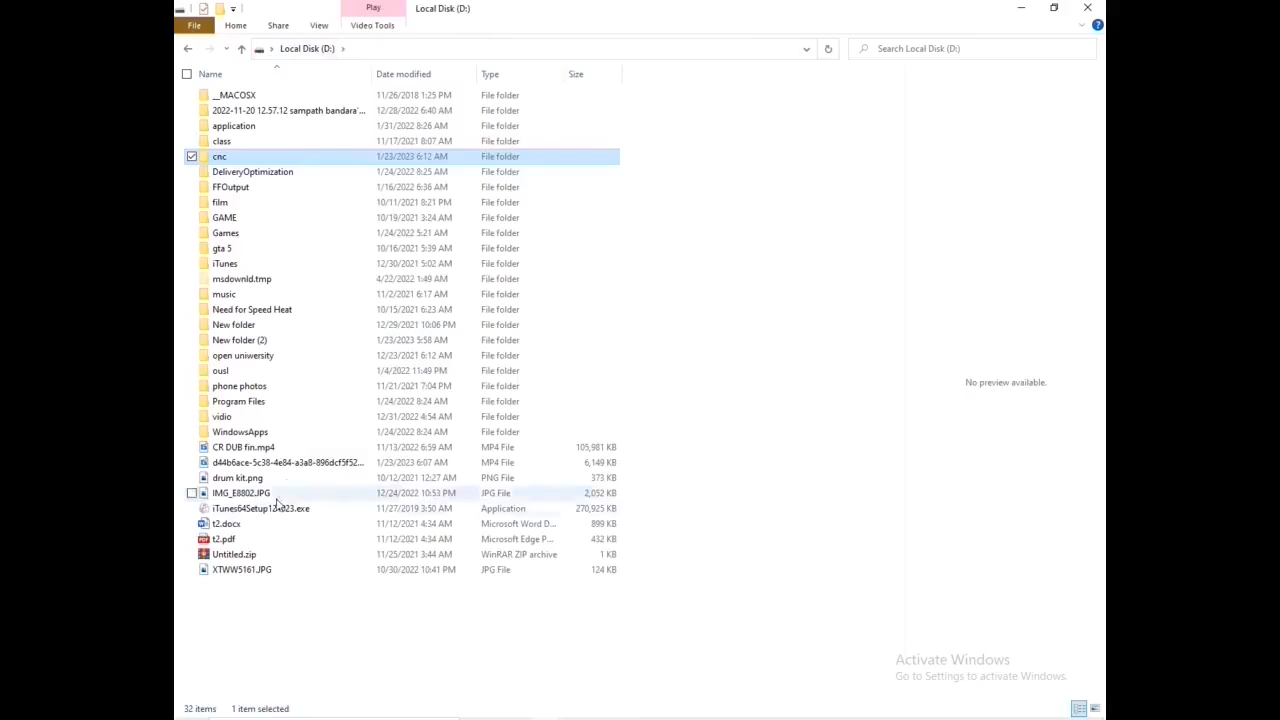 Play
Local Disk (D:)
File Home Share View Video Tools
Local Disk (D:)
Search Local Disk (D:)
Name Date modified Type Size
__MACOSX 11/26/2018 1:25 PM File folder
2022-11-20 12.57.12 sampath bandara'... 12/28/2022 6:40 AM File folder
application 1/31/2022 8:26 AM File folder
class 11/17/2021 8:07 AM File folder
cnc 1/23/2023 6:12 AM File folder
DeliveryOptimization 1/24/2022 8:25 AM File folder
FFOutput 1/16/2022 6:36 AM File folder
film 10/11/2021 8:21 PM File folder
GAME 10/19/2021 3:24 AM File folder
Games 1/24/2022 5:21 AM File folder
gta 5 10/16/2021 5:39 AM File folder
iTunes 12/30/2021 5:02 AM File folder
msdownld.tmp 4/22/2022 1:49 AM File folder
music 11/2/2021 6:17 AM File folder
Need for Speed Heat 10/15/2021 6:23 AM File folder
New folder 12/29/2021 10:06 PM File folder
New folder (2) 1/23/2023 5:58 AM File folder
open uniwersity 12/23/2021 6:12 AM File folder
ousl 1/4/2022 11:49 PM File folder
phone photos 11/21/2021 7:04 PM File folder
Program Files 1/24/2022 8:24 AM File folder
vidio 12/31/2022 4:54 AM File folder
WindowsApps 1/24/2022 8:24 AM File folder
CR DUB fin.mp4 11/13/2022 6:59 AM MP4 File 105,981 KB
d44b6ace-5c38-4e84-a3a8-896dcf5f52... 1/23/2023 6:07 AM MP4 File 6,149 KB
drum kit.png 10/12/2021 12:27 AM PNG File 373 KB
IMG_E8802.JPG 12/24/2022 10:53 PM JPG File 2,052 KB
11/27/2019 3:50 AM Application 270,925 KB
t2.docx 11/12/2021 4:34 AM Microsoft Word D... 899 KB
t2.pdf 11/12/2021 4:34 AM Microsoft Edge P... 432 KB
Untitled.zip 11/25/2021 3:44 AM WinRAR ZIP archive 1 KB
XTWW5161.JPG 10/30/2022 10:41 PM JPG File 124 KB
No preview available.
Activate Windows
Go to Settings to activate Windows.
32 items 1 item selected